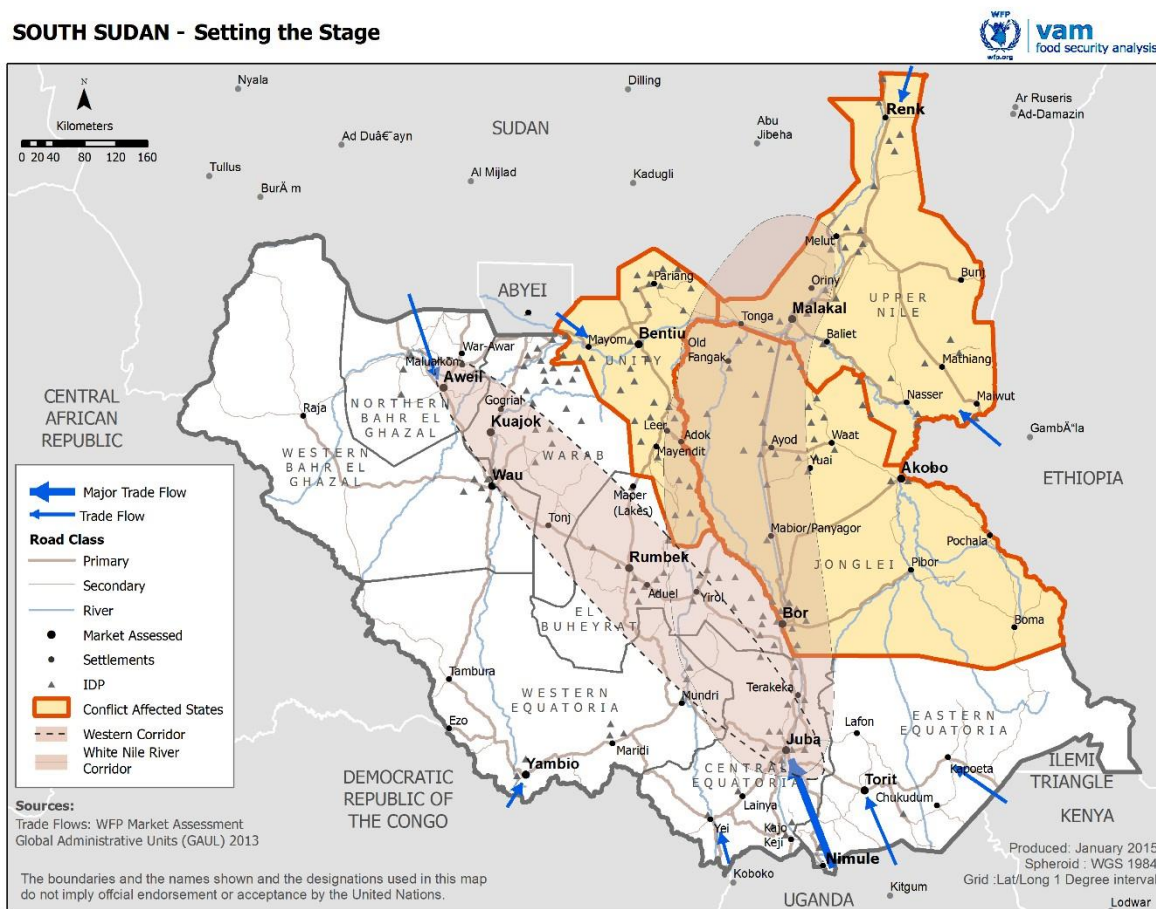 SOUTH SUDAN - Setting the Stage
WFP
wfp.org
vam
food security analysis
N
Kilometers
0 20 40 80 120 160
Nyala
Dilling
Renk
Ar Ruseris
Ad-Damazin
SUDAN
Abu
Jibeha
Ad Duâ€˜ayn
Tullus
BurÄ m
Al Mijlad
Kadugli
Melut
Pariang
Oriny
Bunj
ABYEI
UPPER
NILE
Malakal
Tonga
Mayom
Bentiu
Old
Fangak
Baliet
UNITY
War-Awar
Malualkon
Aweil
Mathiang
CENTRAL
AFRICAN
REPUBLIC
Raja
NORTHERN
BAHR EL
GHAZAL
Gogrial
Kuajok
Nasser
Maiwut
GambÄ“la
Leer
Adok
Mayendit
Ayod
Waat
Yuai
WESTERN
BAHR EL
GHAZAL
WARAB
Wau
Akobo
ETHIOPIA
Maper
(Lakes)
Tonj
Mabior/Panyagor
Pochala
Rumbek
JONGLEI
Pibor
Aduel
Yirol
EL
BUHEYRAT
Bor
Boma
Tambura
WESTERN
EQUATORIA
Mundri
Terakeka
Ezo
Lafon
EASTERN
EQUATORIA
Maridi
Juba
Yambio
CENTRAL
EQUATORIA
Kapoeta
ILEMI
TRIANGLE
DEMOCRATIC
REPUBLIC OF
THE CONGO
Torit
Chukudum
Lainya
KENYA
Yei
Kajo
Keji
Nimule
Koboko
UGANDA
Kitgum
Lodwar
Major Trade Flow
Trade Flow
Road Class
Primary
Secondary
River
Market Assessed
Settlements
IDP
Conflict Affected States
Western Corridor
White Nile River
Corridor
Sources:
Trade Flows: WFP Market Assessment
Global Administrative Units (GAUL) 2013
The boundaries and the names shown and the designations used in this map
do not imply offcial endorsement or acceptance by the United Nations.
Produced: January 2015
Spheroid : WGS 1984
Grid :Lat/Long 1 Degree interval